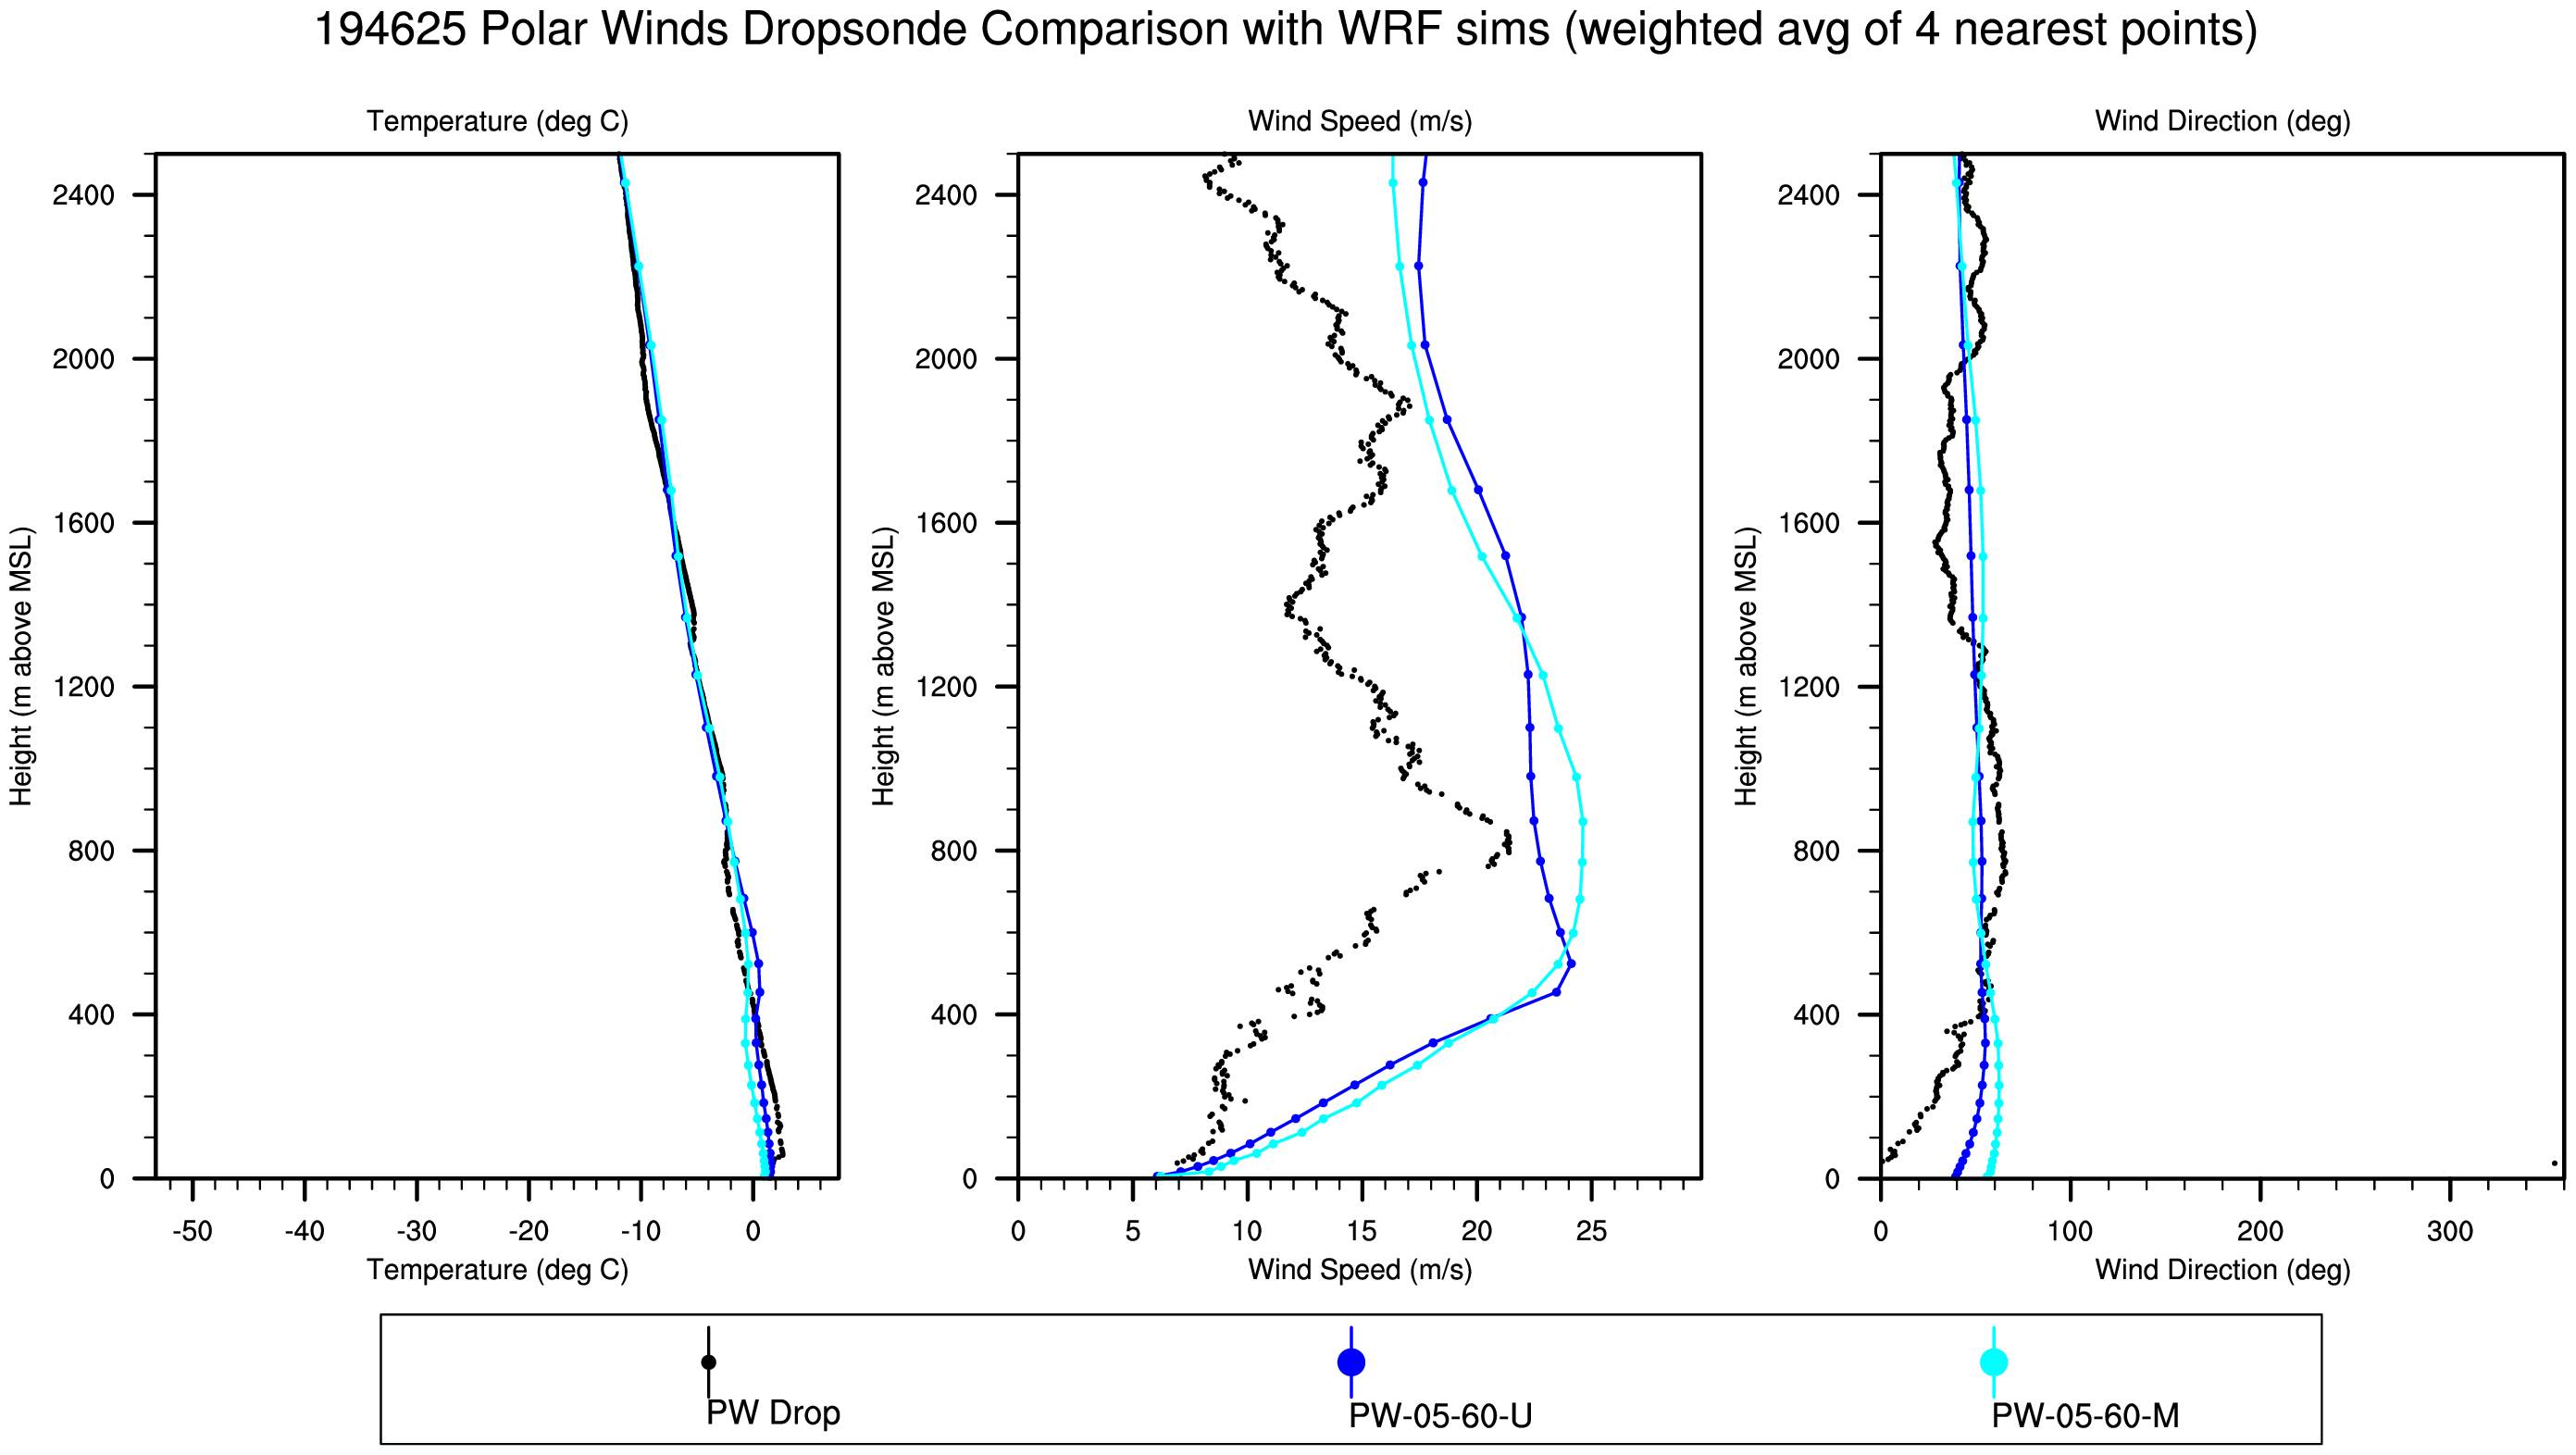 194625 Polar Winds Dropsonde Comparison with WRF sims (weighted avg of 4 nearest points)
Temperature (deg C)
Wind Speed (m/s)
Wind Direction (deg)
Height (m above MSL)
2400
2000
1600
1200
800
400
0
-50 -40 -30 -20 -10 0
Temperature (deg C)
Height (m above MSL)
2400
2000
1600
1200
800
400
0
0 5 10 15 20 25
Wind Speed (m/s)
Height (m above MSL)
2400
2000
1600
1200
800
400
0
0 100 200 300
Wind Direction (deg)
PW Drop
PW-05-60-U
PW-05-60-M